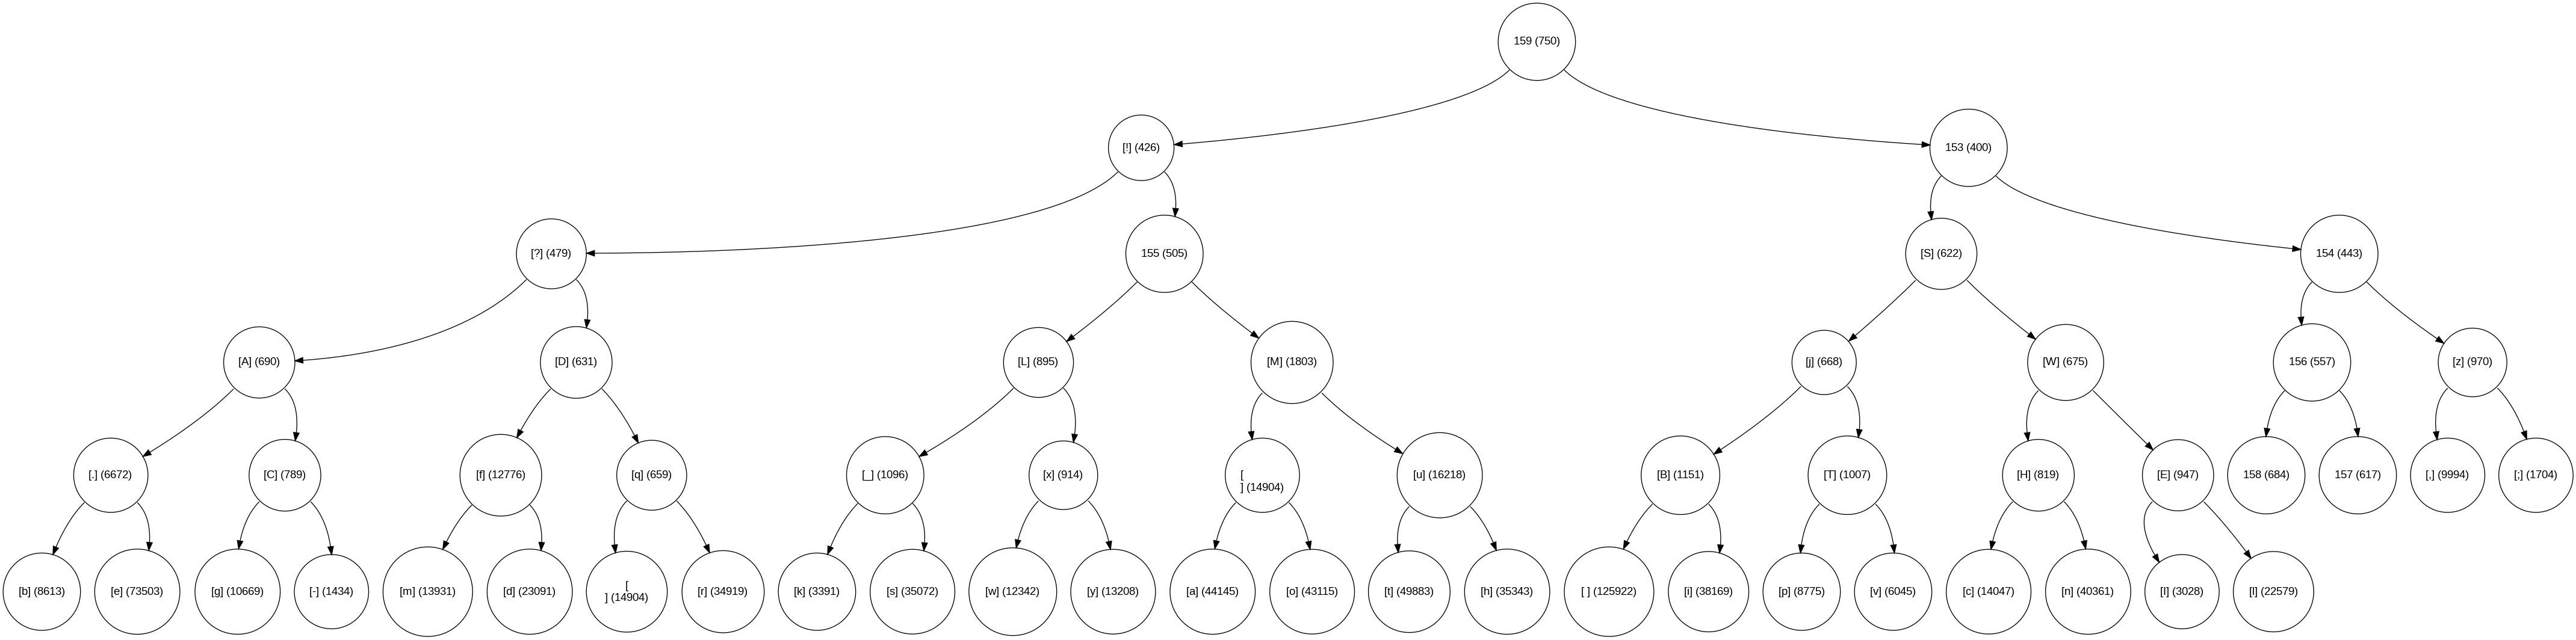 159 (750)
[!] (426)
153 (400)
[?] (479)
155 (505)
[S] (622)
154 (443)
[A] (690)
[D] (631)
[L] (895)
[M] (1803)
[j] (668)
[W] (675)
156 (557)
[z] (970)
[.] (6672)
[C] (789)
[f] (12776)
[q] (659)
[_] (1096)
[x] (914)
[
] (14904)
[u] (16218)
[B] (1151)
[T] (1007)
[H] (819)
[E] (947)
158 (684)
157 (617)
[,] (9994)
[;] (1704)
[b] (8613)
[e] (73503)
[g] (10669)
[-] (1434)
[m] (13931)
[d] (23091)
[
] (14904)
[r] (34919)
[k] (3391)
[s] (35072)
[w] (12342)
[y] (13208)
[a] (44145)
[o] (43115)
[t] (49883)
[h] (35343)
[ ] (125922)
[i] (38169)
[p] (8775)
[v] (6045)
[c] (14047)
[n] (40361)
[I] (3028)
[l] (22579)